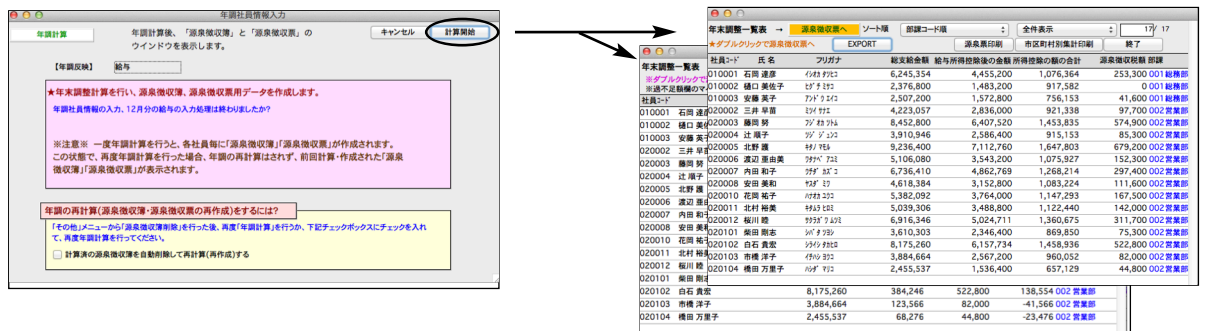 年調社員情報入力
年調計算
年調計算後、「源泉徴収簿」と「源泉徴収票」の
ウインドウを表示します。
キャンセル
計算開始
【年調反映】 給与
★年末調整計算を行い、源泉徴収簿、源泉徴収票用データを作成します。
年調社員情報の入力、12月分の給与の入力処理は終わりましたか?
※注意※ 一度年調計算を行うと、各社員毎に「源泉徴収簿」「源泉徴収票」が作成されます。
この状態で、再度年調計算を行った場合、年調の再計算はされず、前回計算・作成された「源泉
徴収簿」「源泉徴収票」が表示されます。
年調の再計算(源泉徴収簿・源泉徴収票の再作成)をするには?
「その他」メニューから「源泉徴収簿削除」を行った後、再度「年調計算」を行うか、下記チェックボックスにチェックを入れ
て、再度年調計算を行ってください。
計算済の源泉徴収簿を自動削除して再計算(再作成)する
年末調整一覧表
※ダブルクリックで
※過不足額欄のマ
社員コード
010001 石岡 達彦
010002 樋口 美佐
010003 安藤 英子
020002 三井 早苗
020003 藤岡 努
020004 辻 順子
020005 北野 護
020006 渡辺 亜由
020007 内田 和子
020008 安田 美和
020010 花岡 祐子
020011 北村 裕美
020012 桜川 睦
020101 柴田 剛志
020102 白石 貴宏 8,175,260 384,246 522,800 138,554 002 営業部
020103 市橋 洋子 3,884,664 123,566 82,000 -41,566 002 営業部
020104 橋田 万里子 2,455,537 68,276 44,800 -23,476 002 営業部
年末調整一覧表 → 源泉徴収票へ ソート順 部課コード順 全件表示 17/ 17
★ダブルクリックで源泉徴収票へ EXPORT 源泉票印刷 市区町村別集計印刷 終了
社員コード 氏 名 フリガナ 総支給金額 給与所得控除後の金額 所得控除の額の合計 源泉徴収税額 部課
010001 石岡 達彦 イシオカ タツヒコ 6,245,354 4,455,200 1,076,364 253,300 001 総務部
010002 樋口 美佐子 ヒグチ ミサコ 2,376,800 1,483,200 917,582 0 001 総務部
010003 安藤 英子 アンドウ エイコ 2,507,200 1,572,800 756,153 41,600 001 総務部
020002 三井 早苗 ミツイ サナエ 4,223,057 2,836,000 921,338 97,700 002 営業部
020003 藤岡 努 フジオカ ツトム 8,452,800 6,407,520 1,453,835 574,900 002 営業部
020004 辻 順子 ツジ ジュンコ 3,910,946 2,586,400 915,153 85,300 002 営業部
020005 北野 護 キタノ マモル 9,236,400 7,112,760 1,647,803 679,200 002 営業部
020006 渡辺 亜由美 ワタナベ アユミ 5,106,080 3,543,200 1,075,927 152,300 002 営業部
020007 内田 和子 ウチダ カズコ 6,736,410 4,862,769 1,268,214 297,400 002 営業部
020008 安田 美和 ヤスダ ミワ 4,618,384 3,152,800 1,083,224 111,600 002 営業部
020010 花岡 祐子 ハナオカ ユウコ 5,382,092 3,764,000 1,147,293 167,500 002 営業部
020011 北村 裕美 キタムラ ヒロミ 5,039,306 3,488,800 1,122,440 142,000 002 営業部
020012 桜川 睦 サクラガワ ムツミ 6,916,346 5,024,711 1,360,675 311,700 002 営業部
020101 柴田 剛志 シバタ ツヨシ 3,610,303 2,346,400 869,850 75,300 002 営業部
020102 白石 貴宏 シライシ タカヒロ 8,175,260 6,157,734 1,458,936 522,800 002 営業部
020103 市橋 洋子 イチハシ ヨウコ 3,884,664 2,567,200 960,052 82,000 002 営業部
020104 橋田 万里子 ハシダ マリコ 2,455,537 1,536,400 657,129 44,800 002 営業部